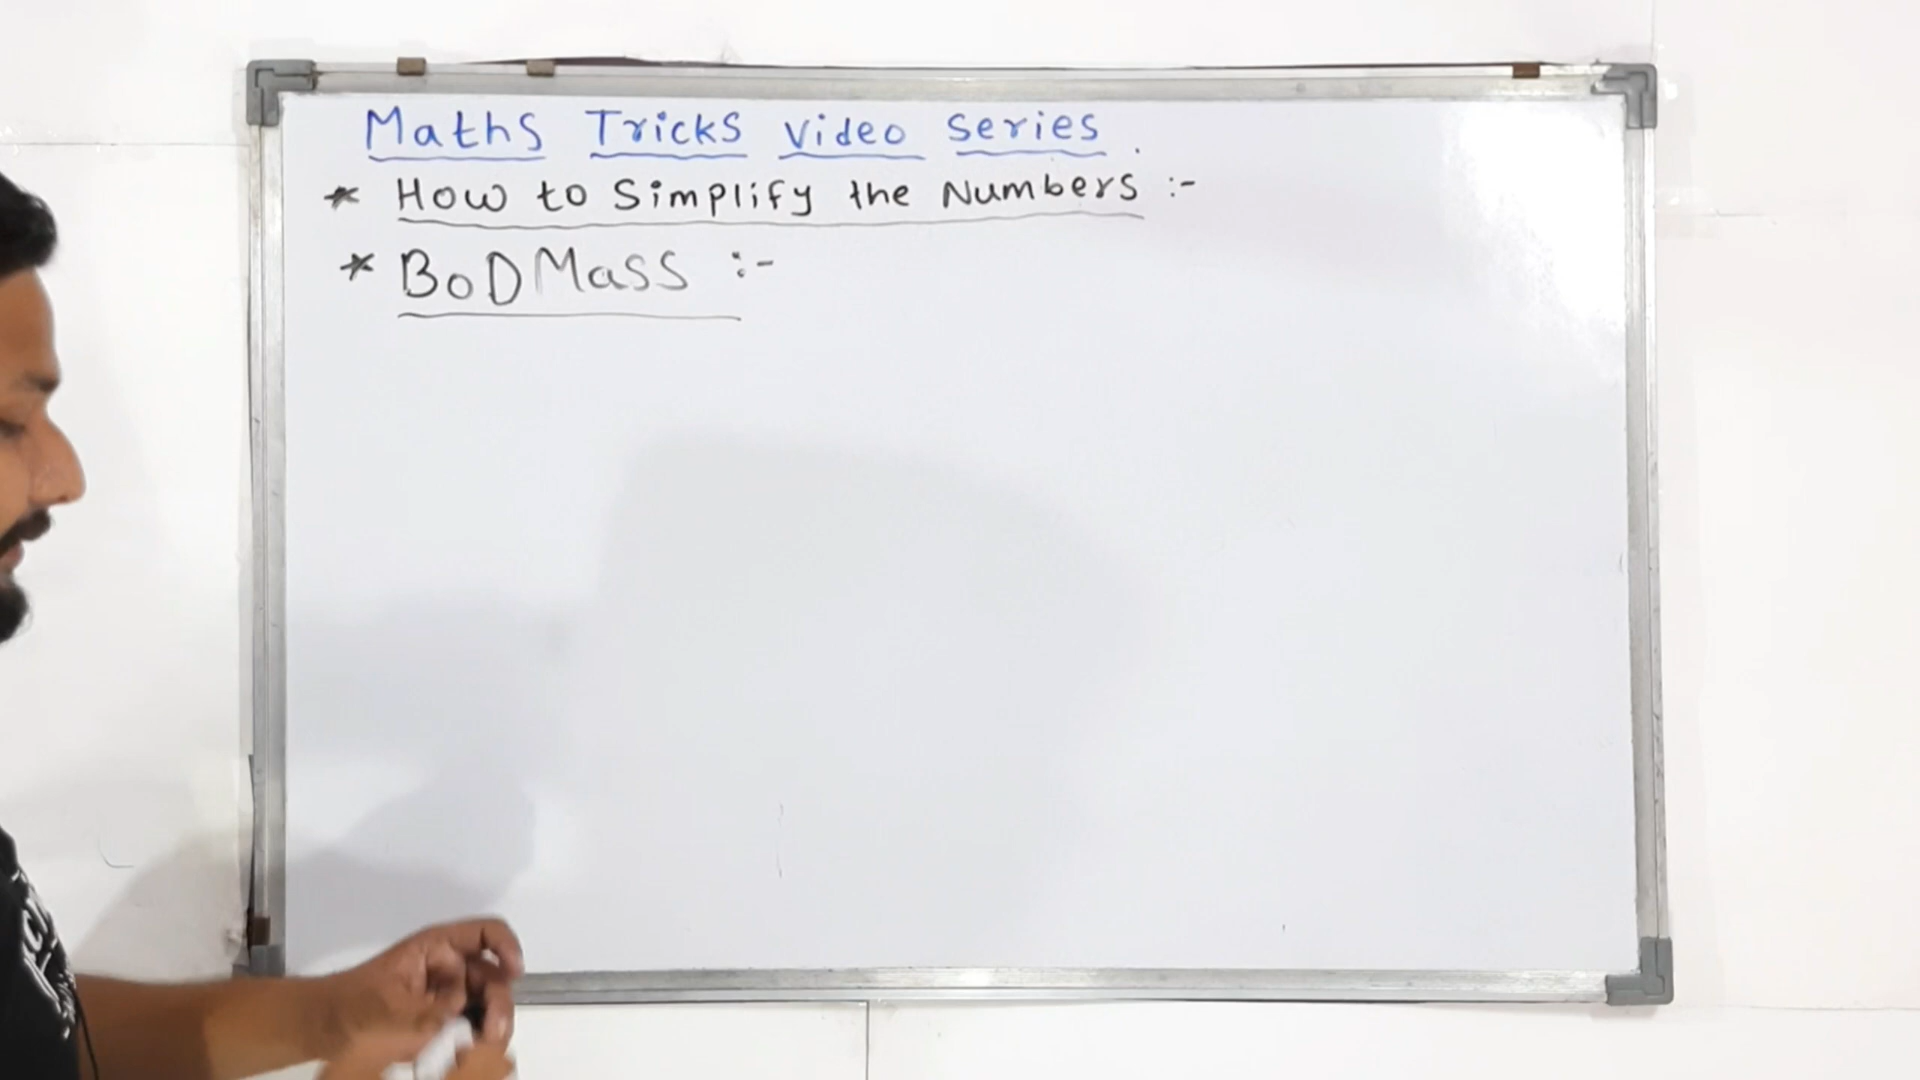 Maths Tricks Video Series .
* How to Simplify the Numbers :-
* BoDMaSS :-